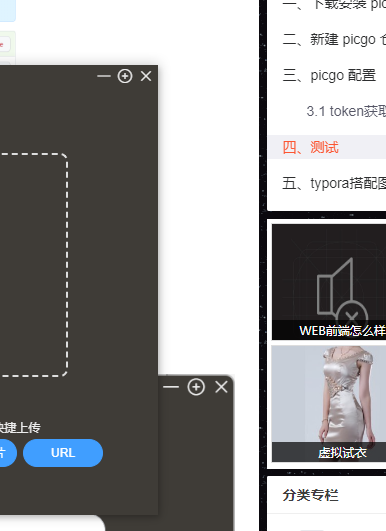 一、下载安装 pic
二、新建 picgo 仓
三、picgo 配置
3.1 token获取
四、测试
五、typora搭配图
WEB前端怎么样
虚拟试衣
分类专栏
快捷上传
片
URL